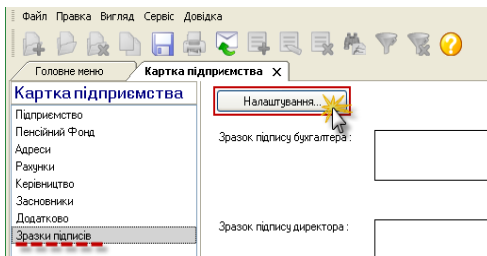 Файл Правка Вигляд Сервіс Довідка
Головне меню Картка підприємства X
Картка підприємства
Налаштування...
Підприємство
Пенсійний Фонд
Зразок підпису бухгалтера :
Адреси
Рахунки
Керівництво
Засновники
Додатково
Зразок підпису директора :
Зразки підписів